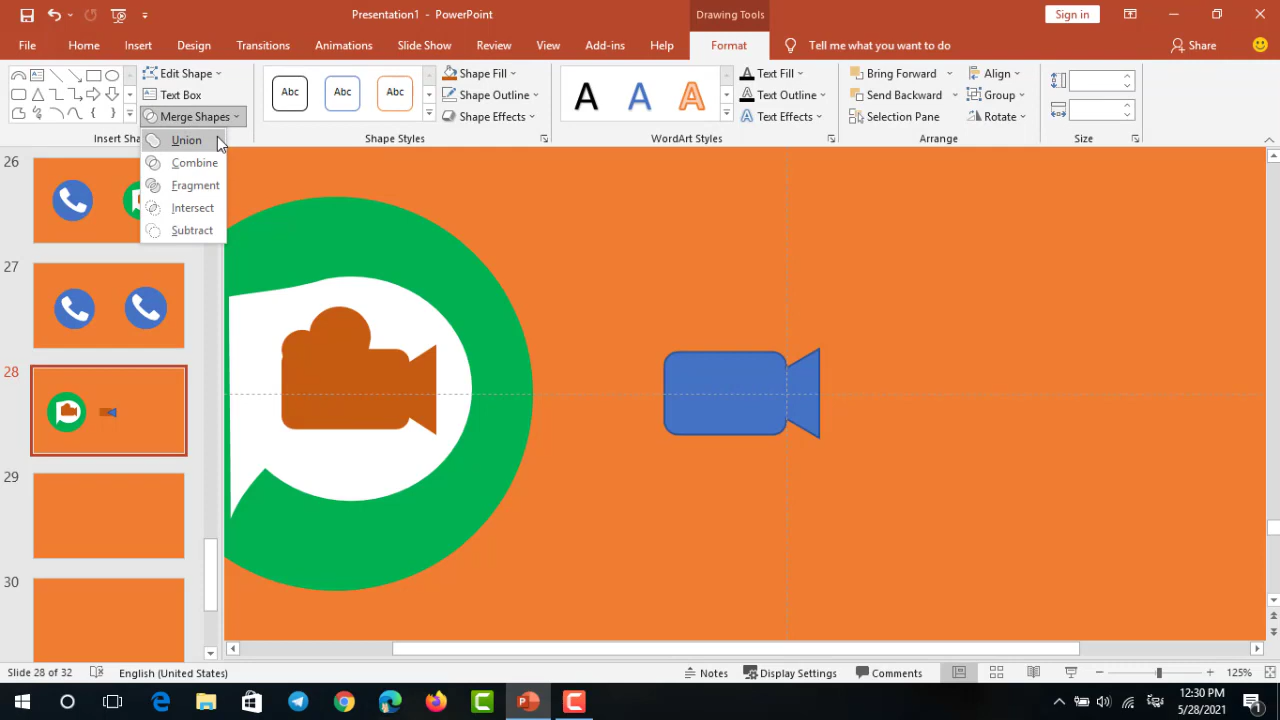 Presentation1 - PowerPoint
Drawing Tools
Sign in
File
Home
Insert
Design
Transitions
Animations
Slide Show
Review
View
Add-ins
Help
Format
Tell me what you want to do
Share
Edit Shape
Text Box
Merge Shapes
Insert Sha
Abc
Abc
Abc
Shape Fill
Shape Outline
Shape Effects
Shape Styles
A
A
A
Text Fill
Text Outline
Text Effects
WordArt Styles
Bring Forward
Send Backward
Selection Pane
Align
Group
Rotate
Arrange
Size
Union
Combine
Fragment
Intersect
Subtract
26
27
28
29
30
Slide 28 of 32
English (United States)
Notes
Display Settings
Comments
125%
12:30 PM
5/28/2021